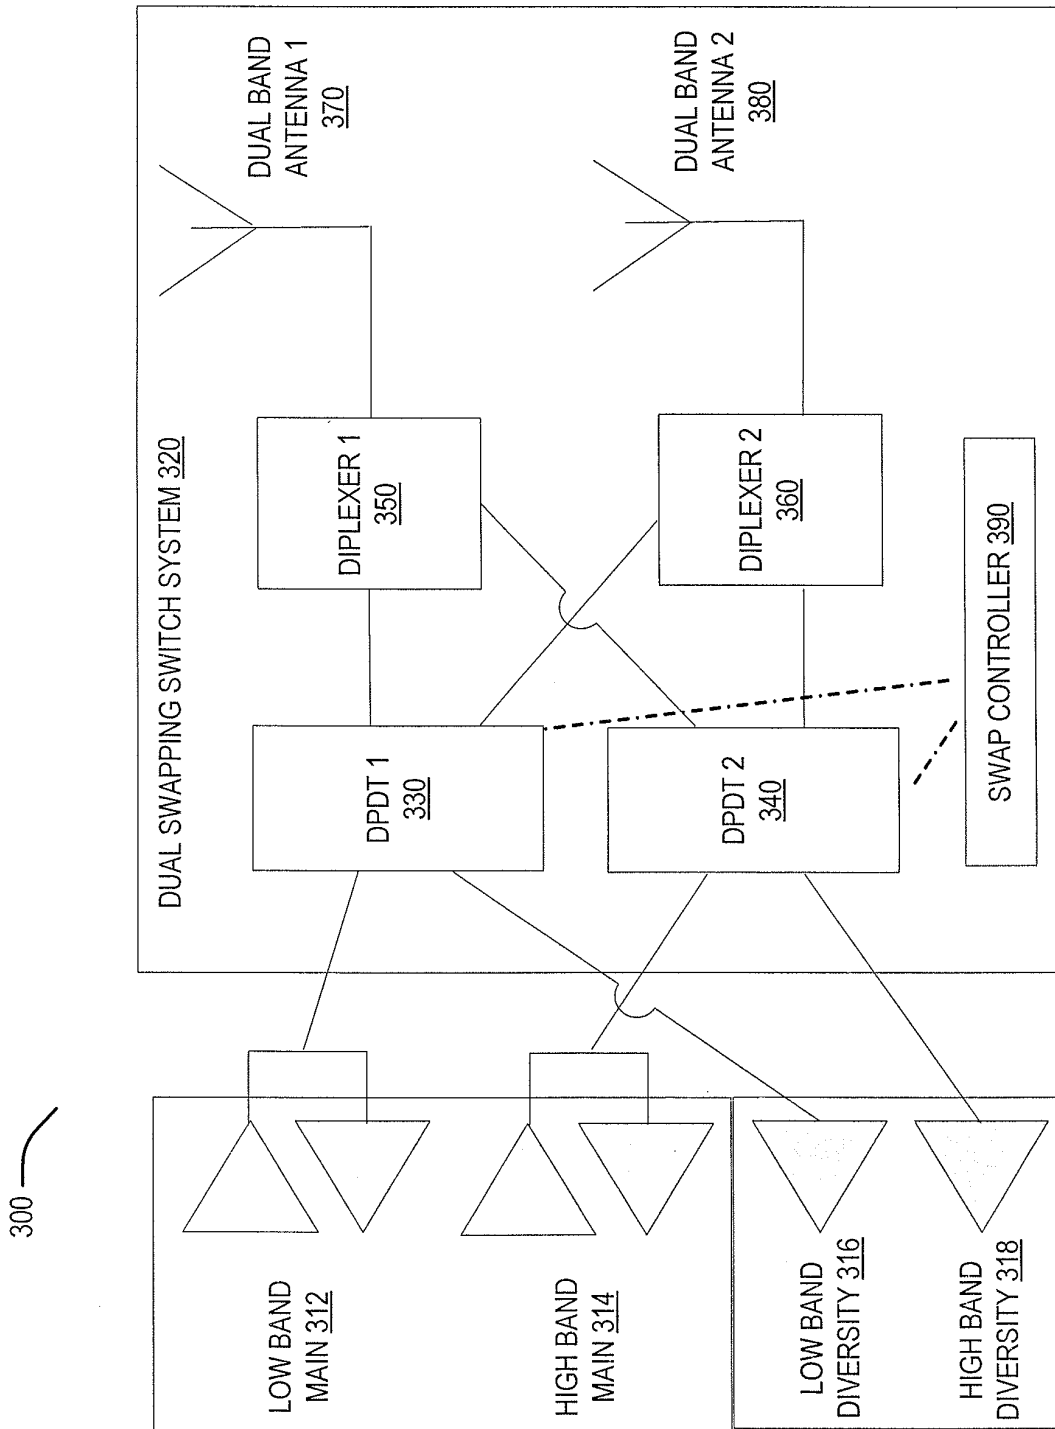 300
LOW BAND
MAIN 312
HIGH BAND
MAIN 314
LOW BAND
DIVERSITY 316
HIGH BAND
DIVERSITY 318
DUAL SWAPPING SWITCH SYSTEM 320
DPDT 1
330
DPDT 2
340
DIPLEXER 1
350
DIPLEXER 2
360
SWAP CONTROLLER 390
DUAL BAND
ANTENNA 1
370
DUAL BAND
ANTENNA 2
380